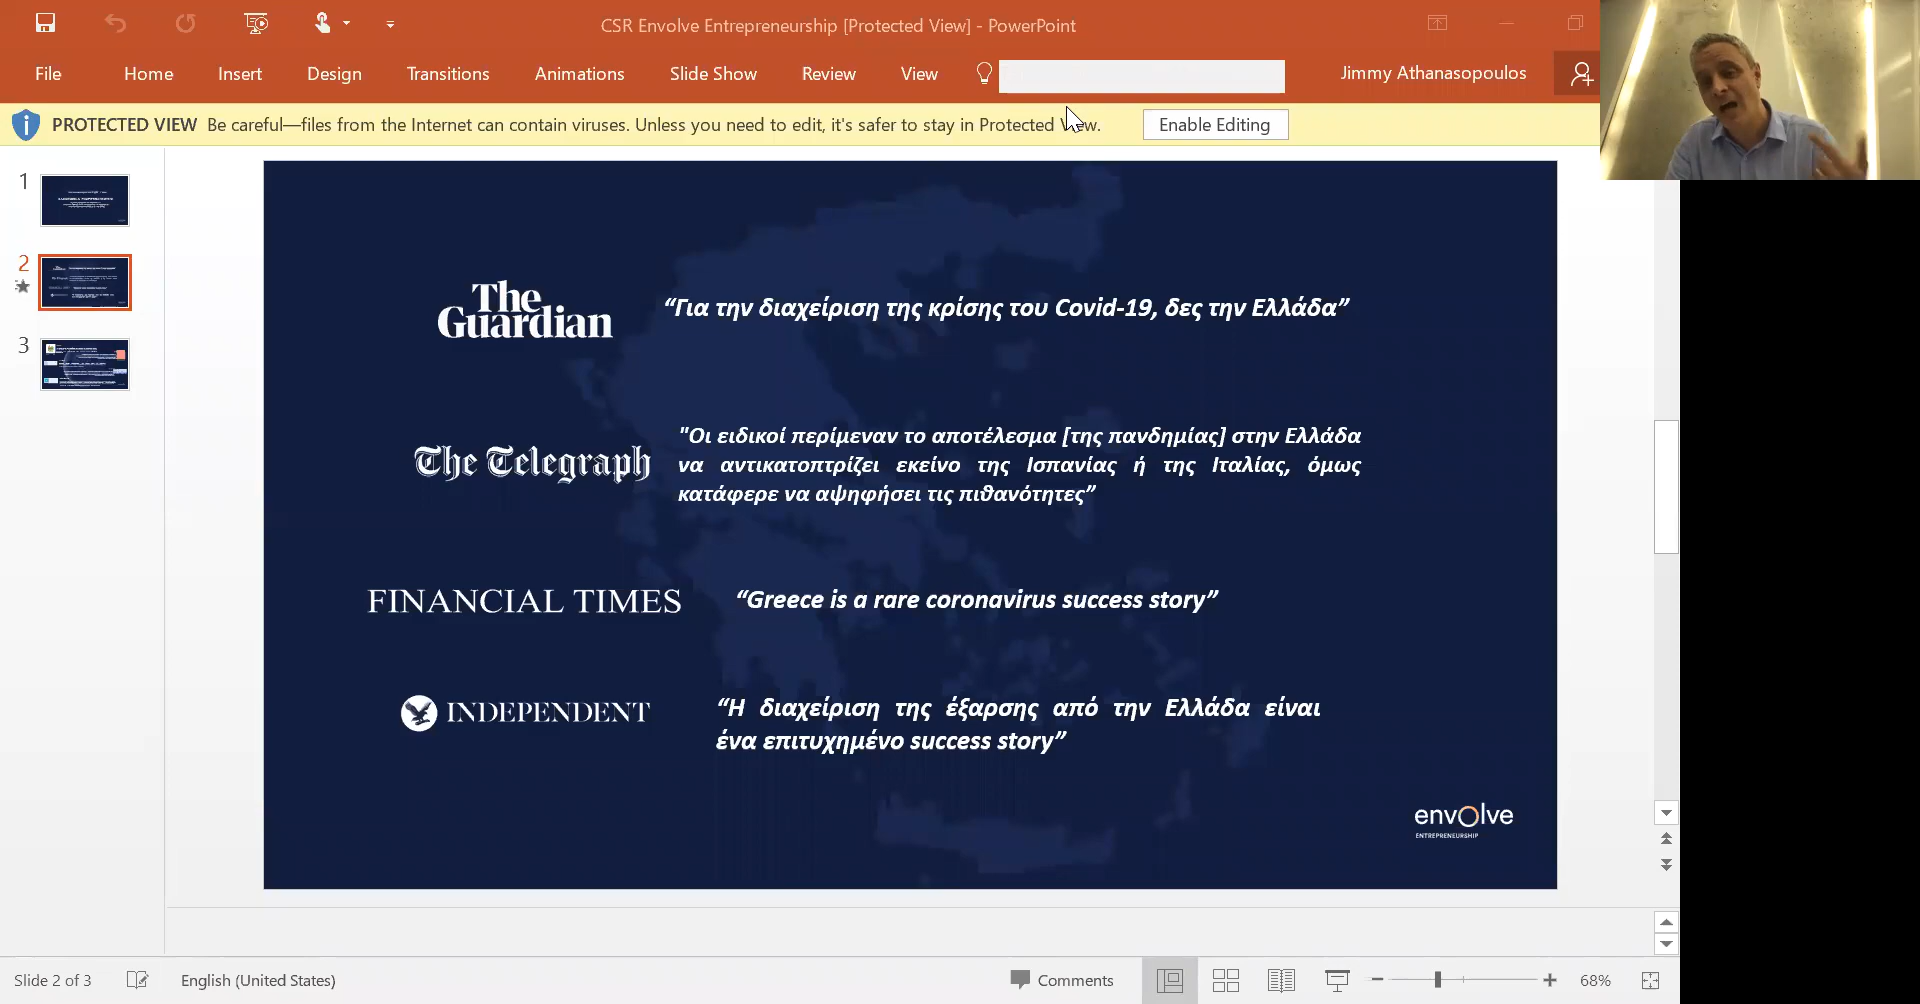 CSR Envolve Entrepreneurship [Protected View] - PowerPoint
File Home Insert Design Transitions Animations Slide Show Review View
Jimmy Athanasopoulos
PROTECTED VIEW Be careful—files from the Internet can contain viruses. Unless you need to edit, it's safer to stay in Protected View.
Enable Editing
1
2
3
The
Guardian
“Για την διαχείριση της κρίσης του Covid-19, δες την Ελλάδα”
The Telegraph
"Οι ειδικοί περίμεναν το αποτέλεσμα [της πανδημίας] στην Ελλάδα
να αντικατοπτρίζει εκείνο της Ισπανίας ή της Ιταλίας, όμως
κατάφερε να αψηφήσει τις πιθανότητες”
FINANCIAL TIMES
“Greece is a rare coronavirus success story”
INDEPENDENT
“Η διαχείριση της έξαρσης από την Ελλάδα είναι
ένα επιτυχημένο success story”
envolve
ENTREPRENEURSHIP
Slide 2 of 3
English (United States)
Comments
68%